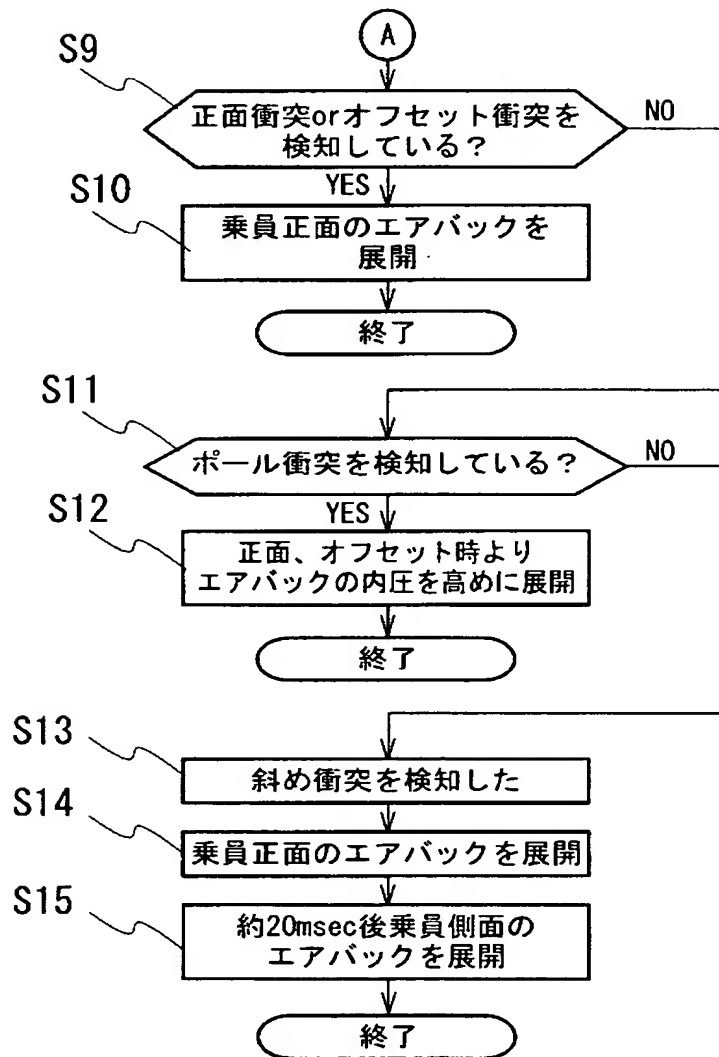 A
S9
正面衝突orオフセット衝突を
検知している?
NO
YES
S10
乗員正面のエアバックを
展開
終了
S11
ポール衝突を検知している?
NO
YES
S12
正面、オフセット時より
エアバックの内圧を高めに展開
終了
S13
斜め衝突を検知した
S14
乗員正面のエアバックを展開
S15
約20msec後乗員側面の
エアバックを展開
終了